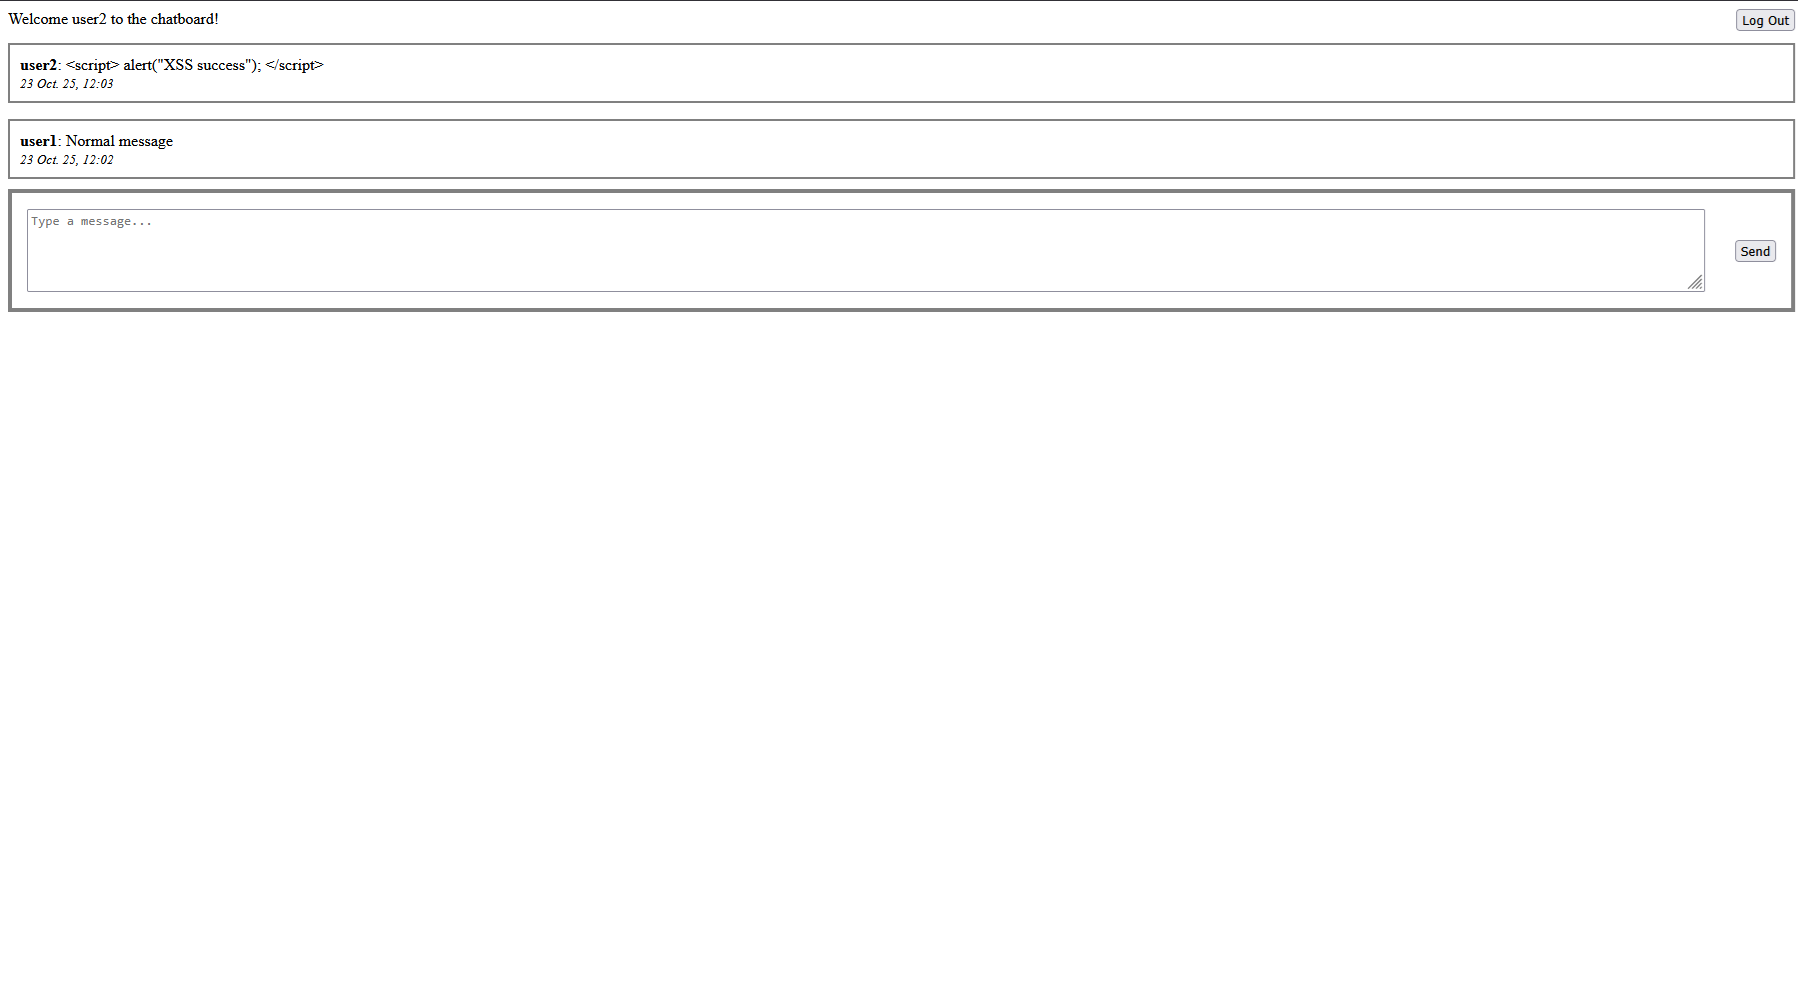 Welcome user2 to the chatboard!
Log Out
user2: <script> alert("XSS success"); </script>
23 Oct. 25, 12:03
user1: Normal message
23 Oct. 25, 12:02
Type a message...
Send